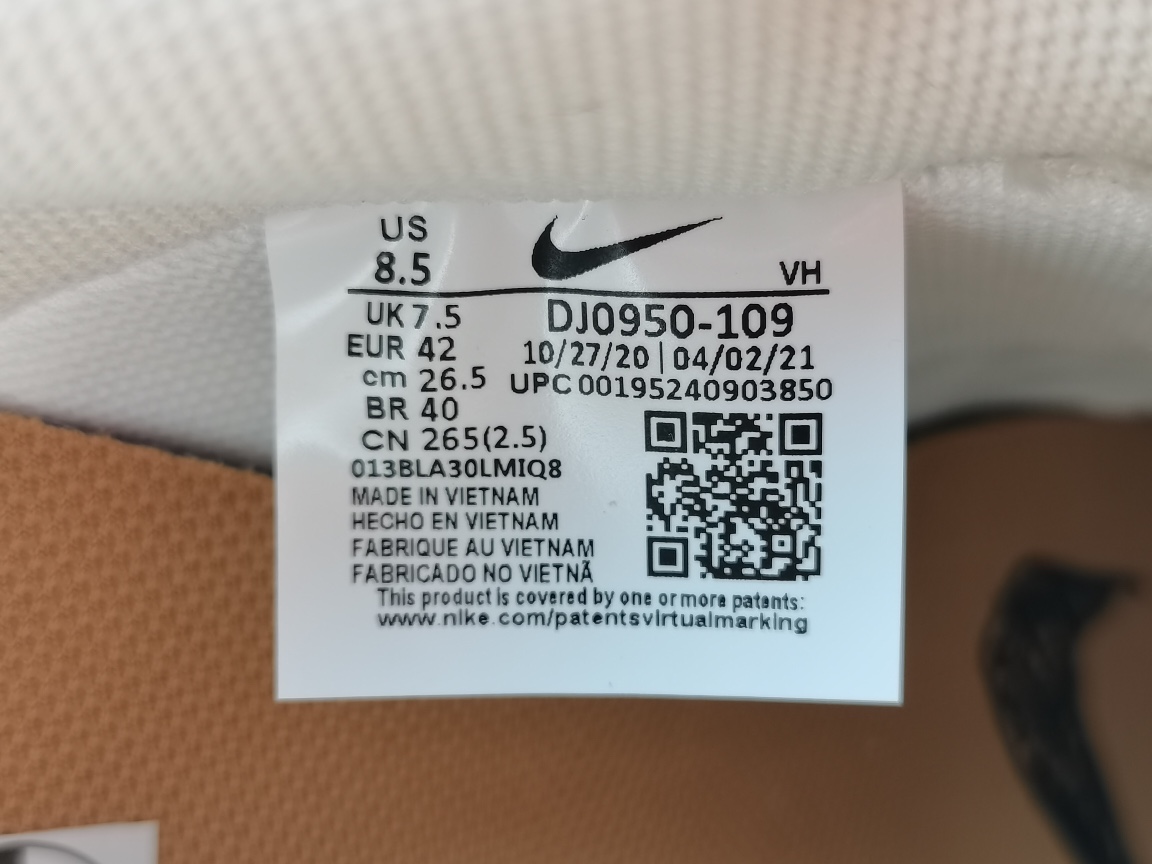 US
8.5
VH
UK 7.5
DJ0950-109
EUR 42
10/27/20 | 04/02/21
cm 26.5
UPC 00195240903850
BR 40
CN 265(2.5)
013BLA30LMIQ8
MADE IN VIETNAM
HECHO EN VIETNAM
FABRIQUE AU VIETNAM
FABRICADO NO VIETNÃ
This product is covered by one or more patents:
www.nike.com/patentsvirtualmarking